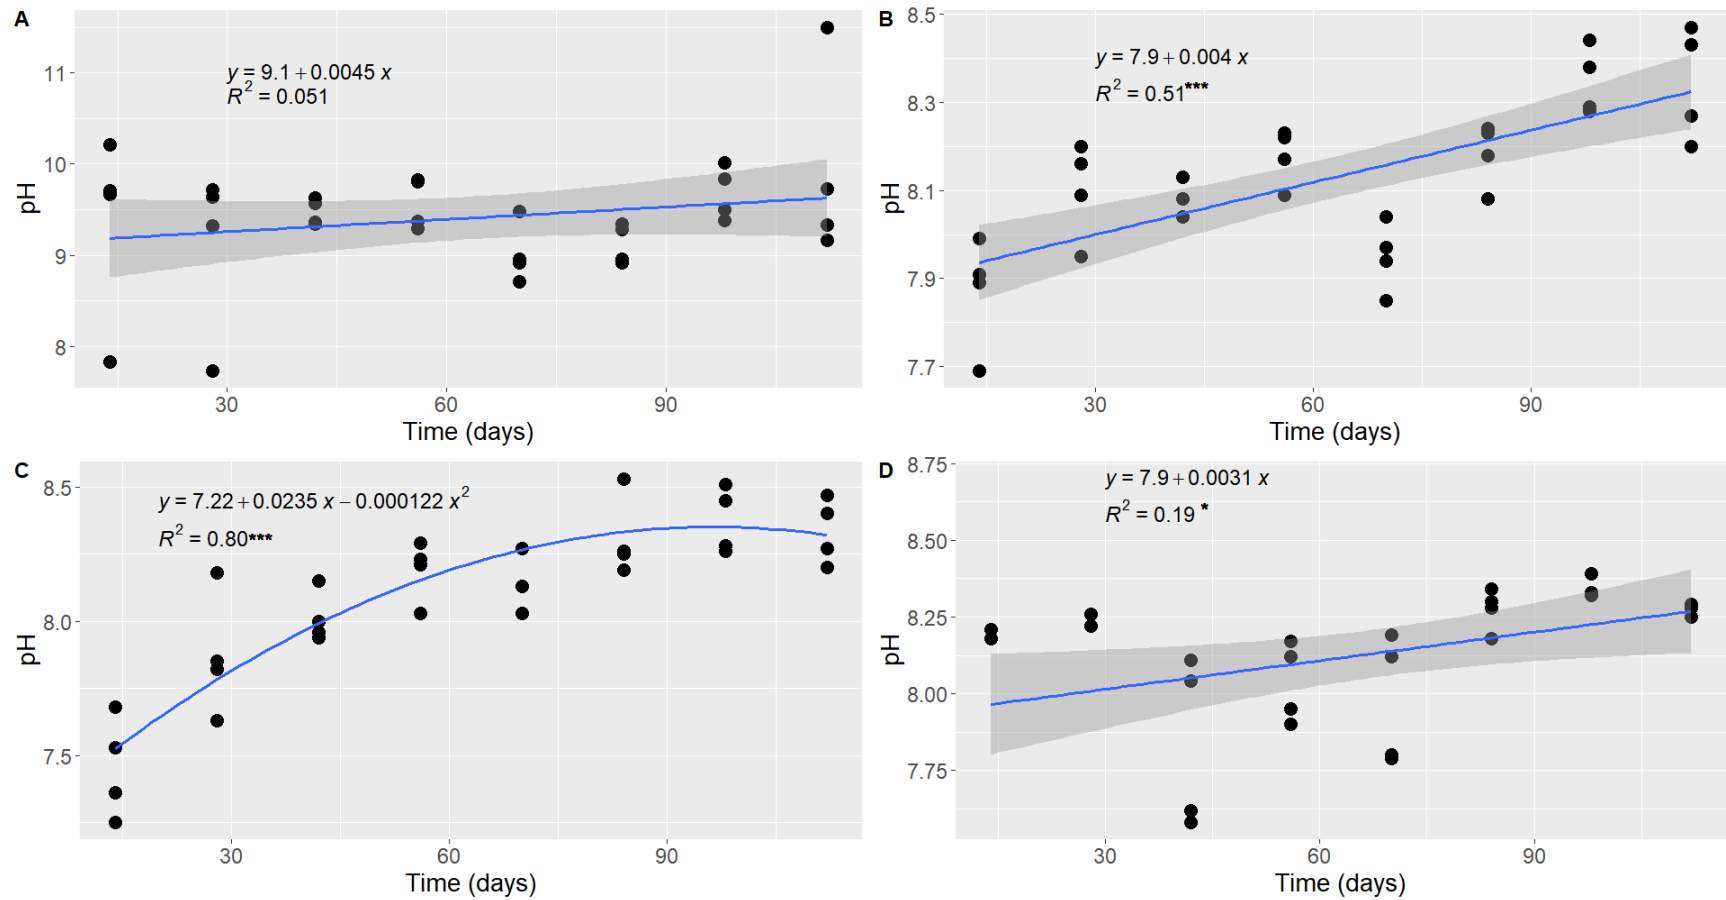 A
y = 9.1 + 0.0045 x
R² = 0.051
pH
11
10
9
8
30 60 90
Time (days)
B
y = 7.9 + 0.004 x
R² = 0.51***
pH
8.5
8.3
8.1
7.9
7.7
30 60 90
Time (days)
C
y = 7.22 + 0.0235 x − 0.000122 x²
R² = 0.80***
pH
8.5
8.0
7.5
30 60 90
Time (days)
D
y = 7.9 + 0.0031 x
R² = 0.19 *
pH
8.75
8.50
8.25
8.00
7.75
30 60 90
Time (days)